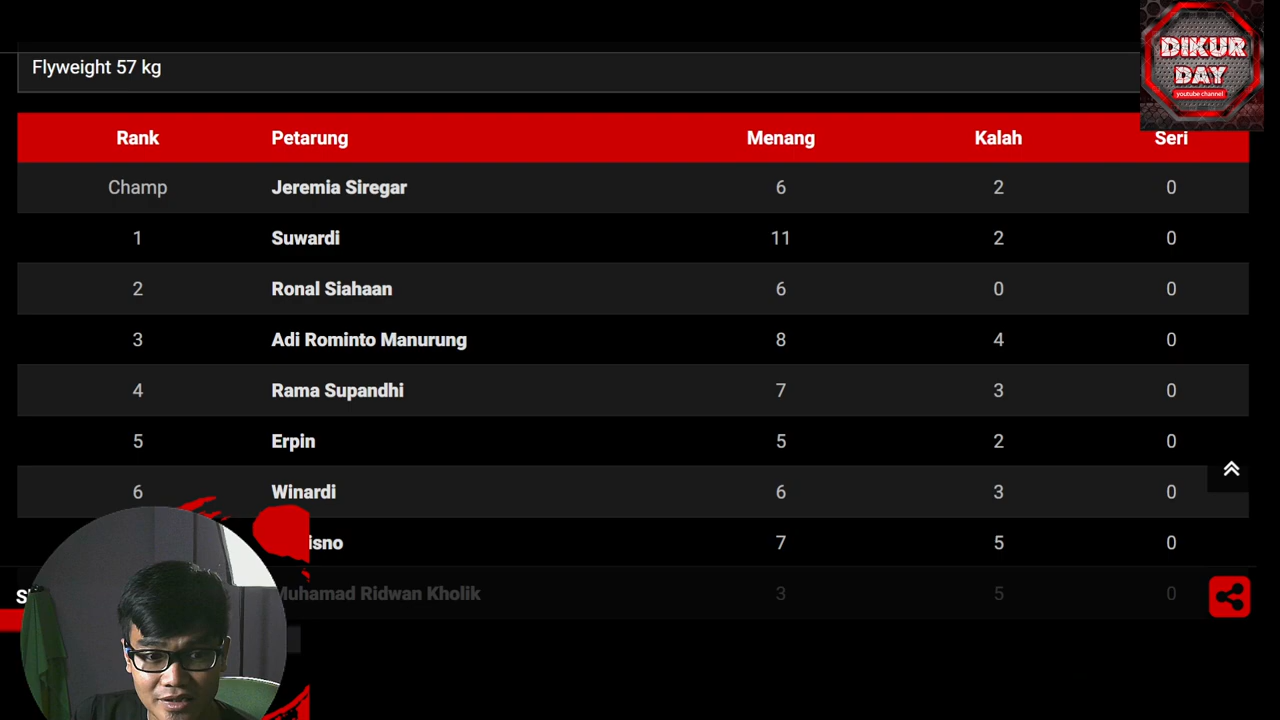 DIKUR
DAY
youtube channel
Flyweight 57 kg
Rank Petarung Menang Kalah Seri
Champ Jeremia Siregar 6 2 0
1 Suwardi 11 2 0
2 Ronal Siahaan 6 0 0
3 Adi Rominto Manurung 8 4 0
4 Rama Supandhi 7 3 0
5 Erpin 5 2 0
6 Winardi 6 3 0
7 5 0
Muhamad Ridwan Kholik 3 5 0